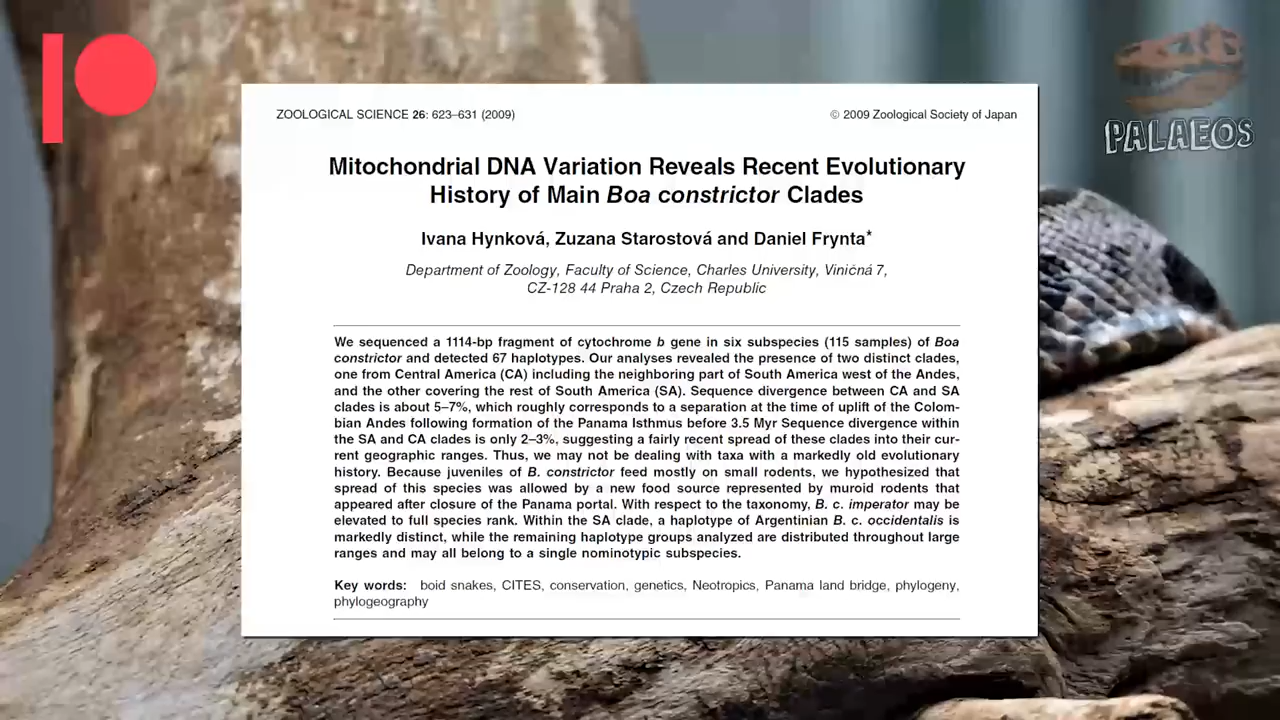 PALAEOS
ZOOLOGICAL SCIENCE 26: 623–631 (2009)
© 2009 Zoological Society of Japan
Mitochondrial DNA Variation Reveals Recent Evolutionary
History of Main Boa constrictor Clades
Ivana Hynková, Zuzana Starostová and Daniel Frynta*
Department of Zoology, Faculty of Science, Charles University, Viničná 7,
CZ-128 44 Praha 2, Czech Republic
We sequenced a 1114-bp fragment of cytochrome b gene in six subspecies (115 samples) of Boa
constrictor and detected 67 haplotypes. Our analyses revealed the presence of two distinct clades,
one from Central America (CA) including the neighboring part of South America west of the Andes,
and the other covering the rest of South America (SA). Sequence divergence between CA and SA
clades is about 5–7%, which roughly corresponds to a separation at the time of uplift of the Colom-
bian Andes following formation of the Panama Isthmus before 3.5 Myr Sequence divergence within
the SA and CA clades is only 2–3%, suggesting a fairly recent spread of these clades into their cur-
rent geographic ranges. Thus, we may not be dealing with taxa with a markedly old evolutionary
history. Because juveniles of B. constrictor feed mostly on small rodents, we hypothesized that
spread of this species was allowed by a new food source represented by muroid rodents that
appeared after closure of the Panama portal. With respect to the taxonomy, B. c. imperator may be
elevated to full species rank. Within the SA clade, a haplotype of Argentinian B. c. occidentalis is
markedly distinct, while the remaining haplotype groups analyzed are distributed throughout large
ranges and may all belong to a single nominotypic subspecies.
Key words: boid snakes, CITES, conservation, genetics, Neotropics, Panama land bridge, phylogeny,
phylogeography